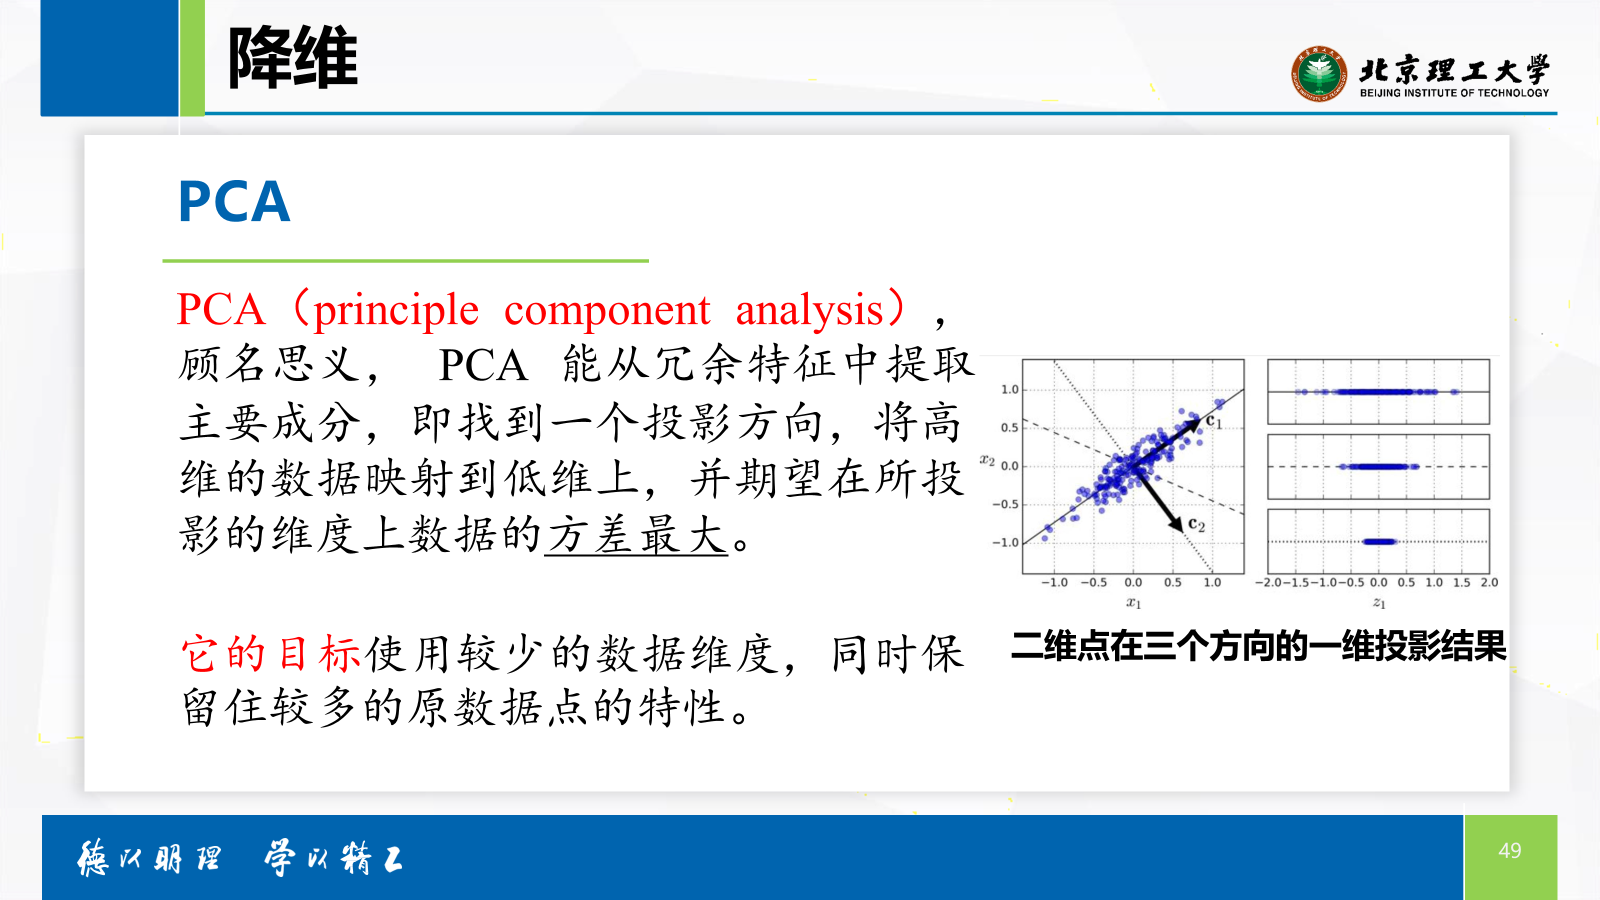 降维
北京理工大学
BEIJING INSTITUTE OF TECHNOLOGY
PCA
PCA（principle component analysis），
顾名思义， PCA 能从冗余特征中提取
主要成分，即找到一个投影方向，将高
维的数据映射到低维上，并期望在所投
影的维度上数据的方差最大。
它的目标使用较少的数据维度，同时保
留住较多的原数据点的特性。
1.0
0.5
0.0
−0.5
−1.0
x2
c1
c2
−1.0 −0.5 0.0 0.5 1.0
x1
−2.0 −1.5 −1.0 −0.5 0.0 0.5 1.0 1.5 2.0
z1
二维点在三个方向的一维投影结果
德以明理 学以精工
49